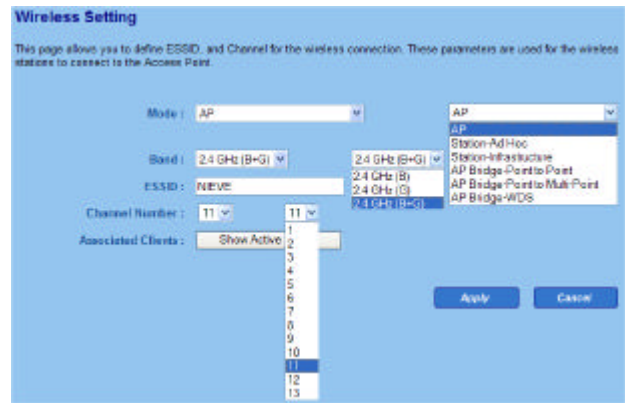 Wireless Setting
This page allows you to define ESSID, and Channel for the wireless connection. These parameters are used for the wireless
stations to connect to the Access Point.
Mode : AP
AP
AP
Station-Ad Hoc
Station-Infrastructure
AP Bridge-Point to Point
AP Bridge-Point to Multi-Point
AP Bridge-WDS
Band : 2.4 GHz (B+G)
2.4 GHz (B+G)
2.4 GHz (B)
2.4 GHz (G)
2.4 GHz (B+G)
ESSID : NIEVE
Channel Number : 11
11
1
2
3
4
5
6
7
8
9
10
11
12
13
Associated Clients : Show Active
Apply
Cancel